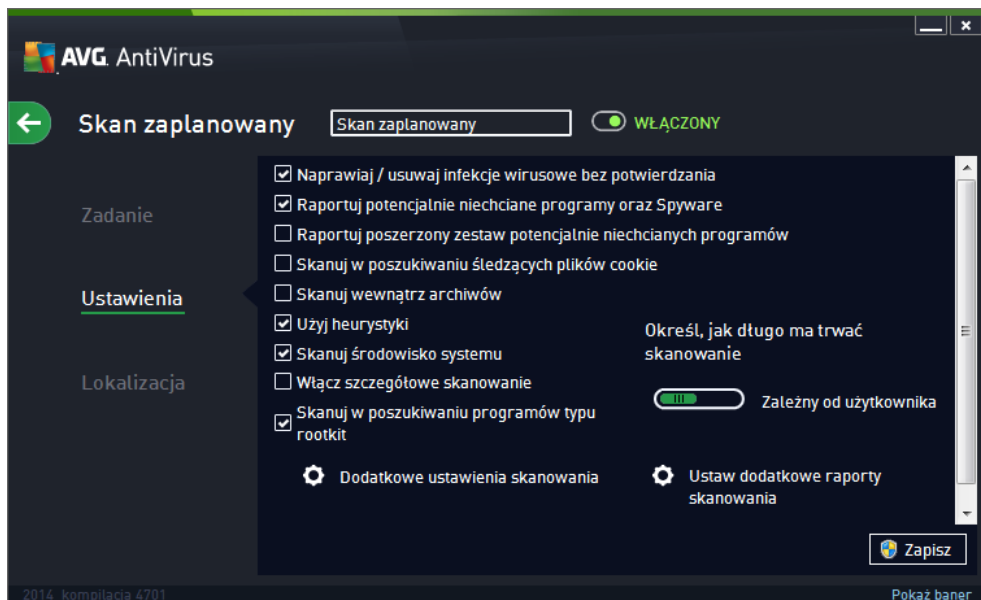 AVG. AntiVirus
Skan zaplanowany
Skan zaplanowany
WŁĄCZONY
Zadanie
Ustawienia
Lokalizacja
Naprawiaj / usuwaj infekcje wirusowe bez potwierdzania
Raportuj potencjalnie niechciane programy oraz Spyware
Raportuj poszerzony zestaw potencjalnie niechcianych programów
Skanuj w poszukiwaniu śledzących plików cookie
Skanuj wewnątrz archiwów
Użyj heurystyki
Skanuj środowisko systemu
Włącz szczegółowe skanowanie
Skanuj w poszukiwaniu programów typu
rootkit
Określ, jak długo ma trwać
skanowanie
Zależny od użytkownika
Dodatkowe ustawienia skanowania
Ustaw dodatkowe raporty
skanowania
Zapisz
2014 kompilacja 4701
Pokaż baner